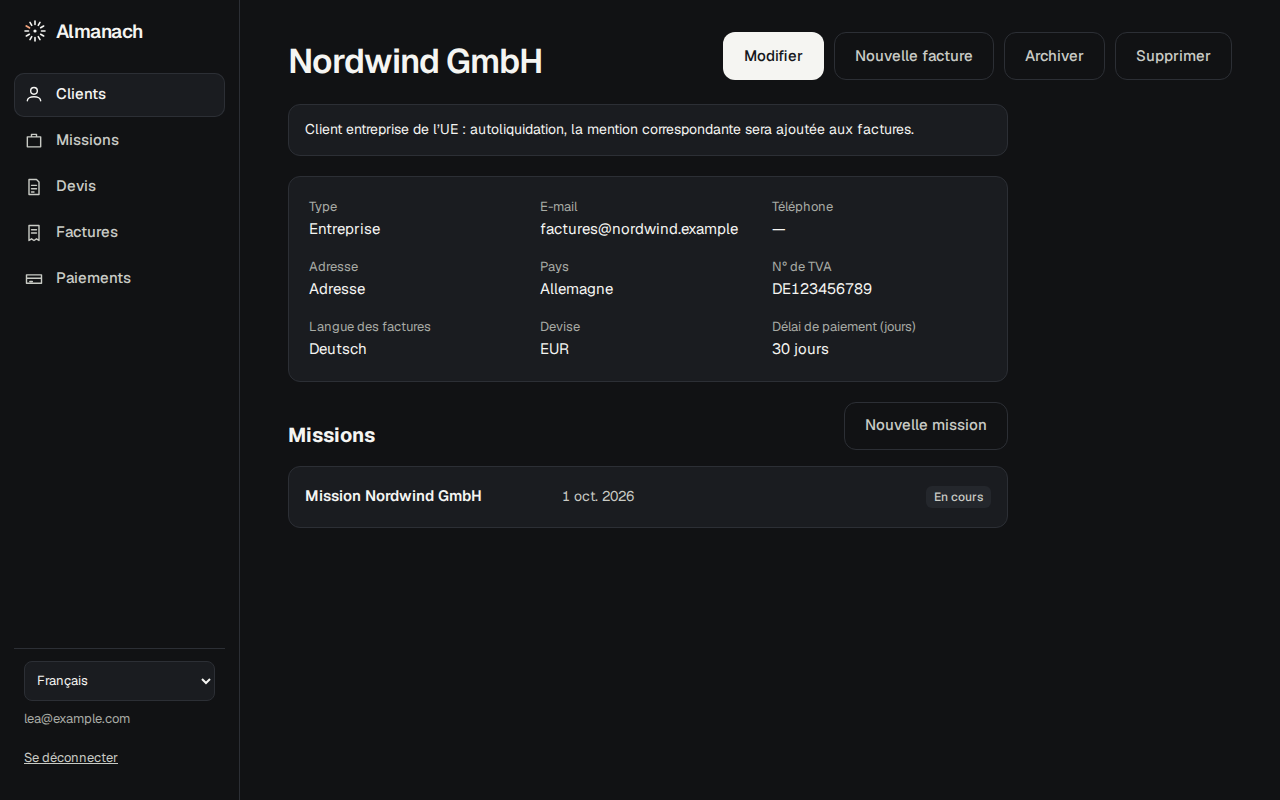 Almanach
Clients
Missions
Devis
Factures
Paiements
Français
lea@example.com
Se déconnecter
Nordwind GmbH
Modifier
Nouvelle facture
Archiver
Supprimer
Client entreprise de l’UE : autoliquidation, la mention correspondante sera ajoutée aux factures.
Type
Entreprise
E-mail
factures@nordwind.example
Téléphone
—
Adresse
Adresse
Pays
Allemagne
N° de TVA
DE123456789
Langue des factures
Deutsch
Devise
EUR
Délai de paiement (jours)
30 jours
Missions
Nouvelle mission
Mission Nordwind GmbH
1 oct. 2026
En cours